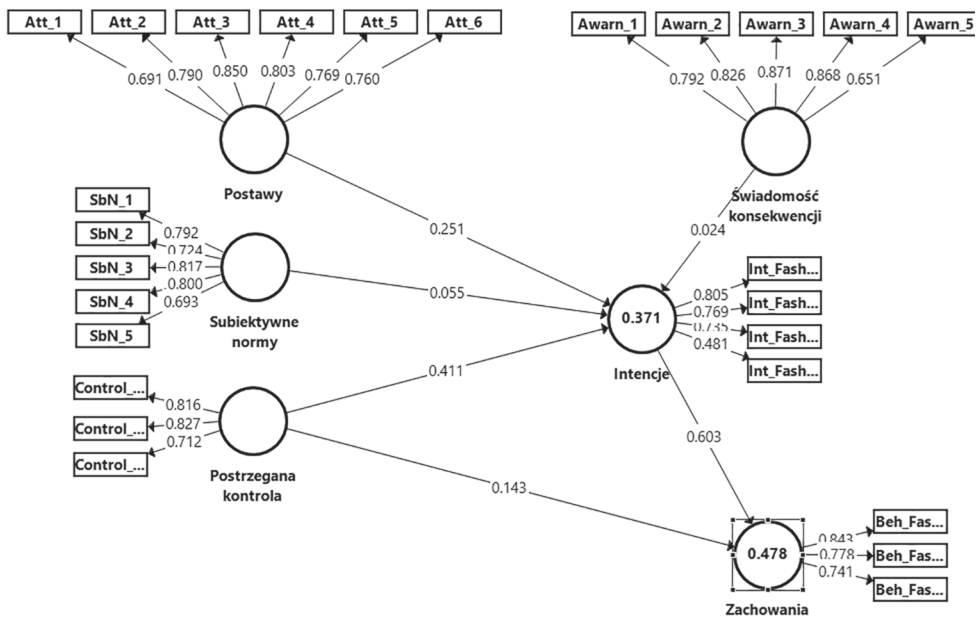 Att_1
Att_2
Att_3
Att_4
Att_5
Att_6
0.691
0.790
0.850
0.803
0.769
0.760
Postawy
Awarn_1
Awarn_2
Awarn_3
Awarn_4
Awarn_5
0.792
0.826
0.871
0.868
0.651
Świadomość
konsekwencji
SbN_1
SbN_2
SbN_3
SbN_4
SbN_5
0.792
0.724
0.817
0.800
0.693
Subiektywne
normy
0.251
0.024
0.055
0.411
0.371
Intencje
0.805
0.769
0.735
0.481
Int_Fash...
Int_Fash...
Int_Fash...
Int_Fash...
Control_...
Control_...
Control_...
0.816
0.827
0.712
Postrzegana
kontrola
0.603
0.143
0.478
Zachowania
0.843
0.778
0.741
Beh_Fas...
Beh_Fas...
Beh_Fas...